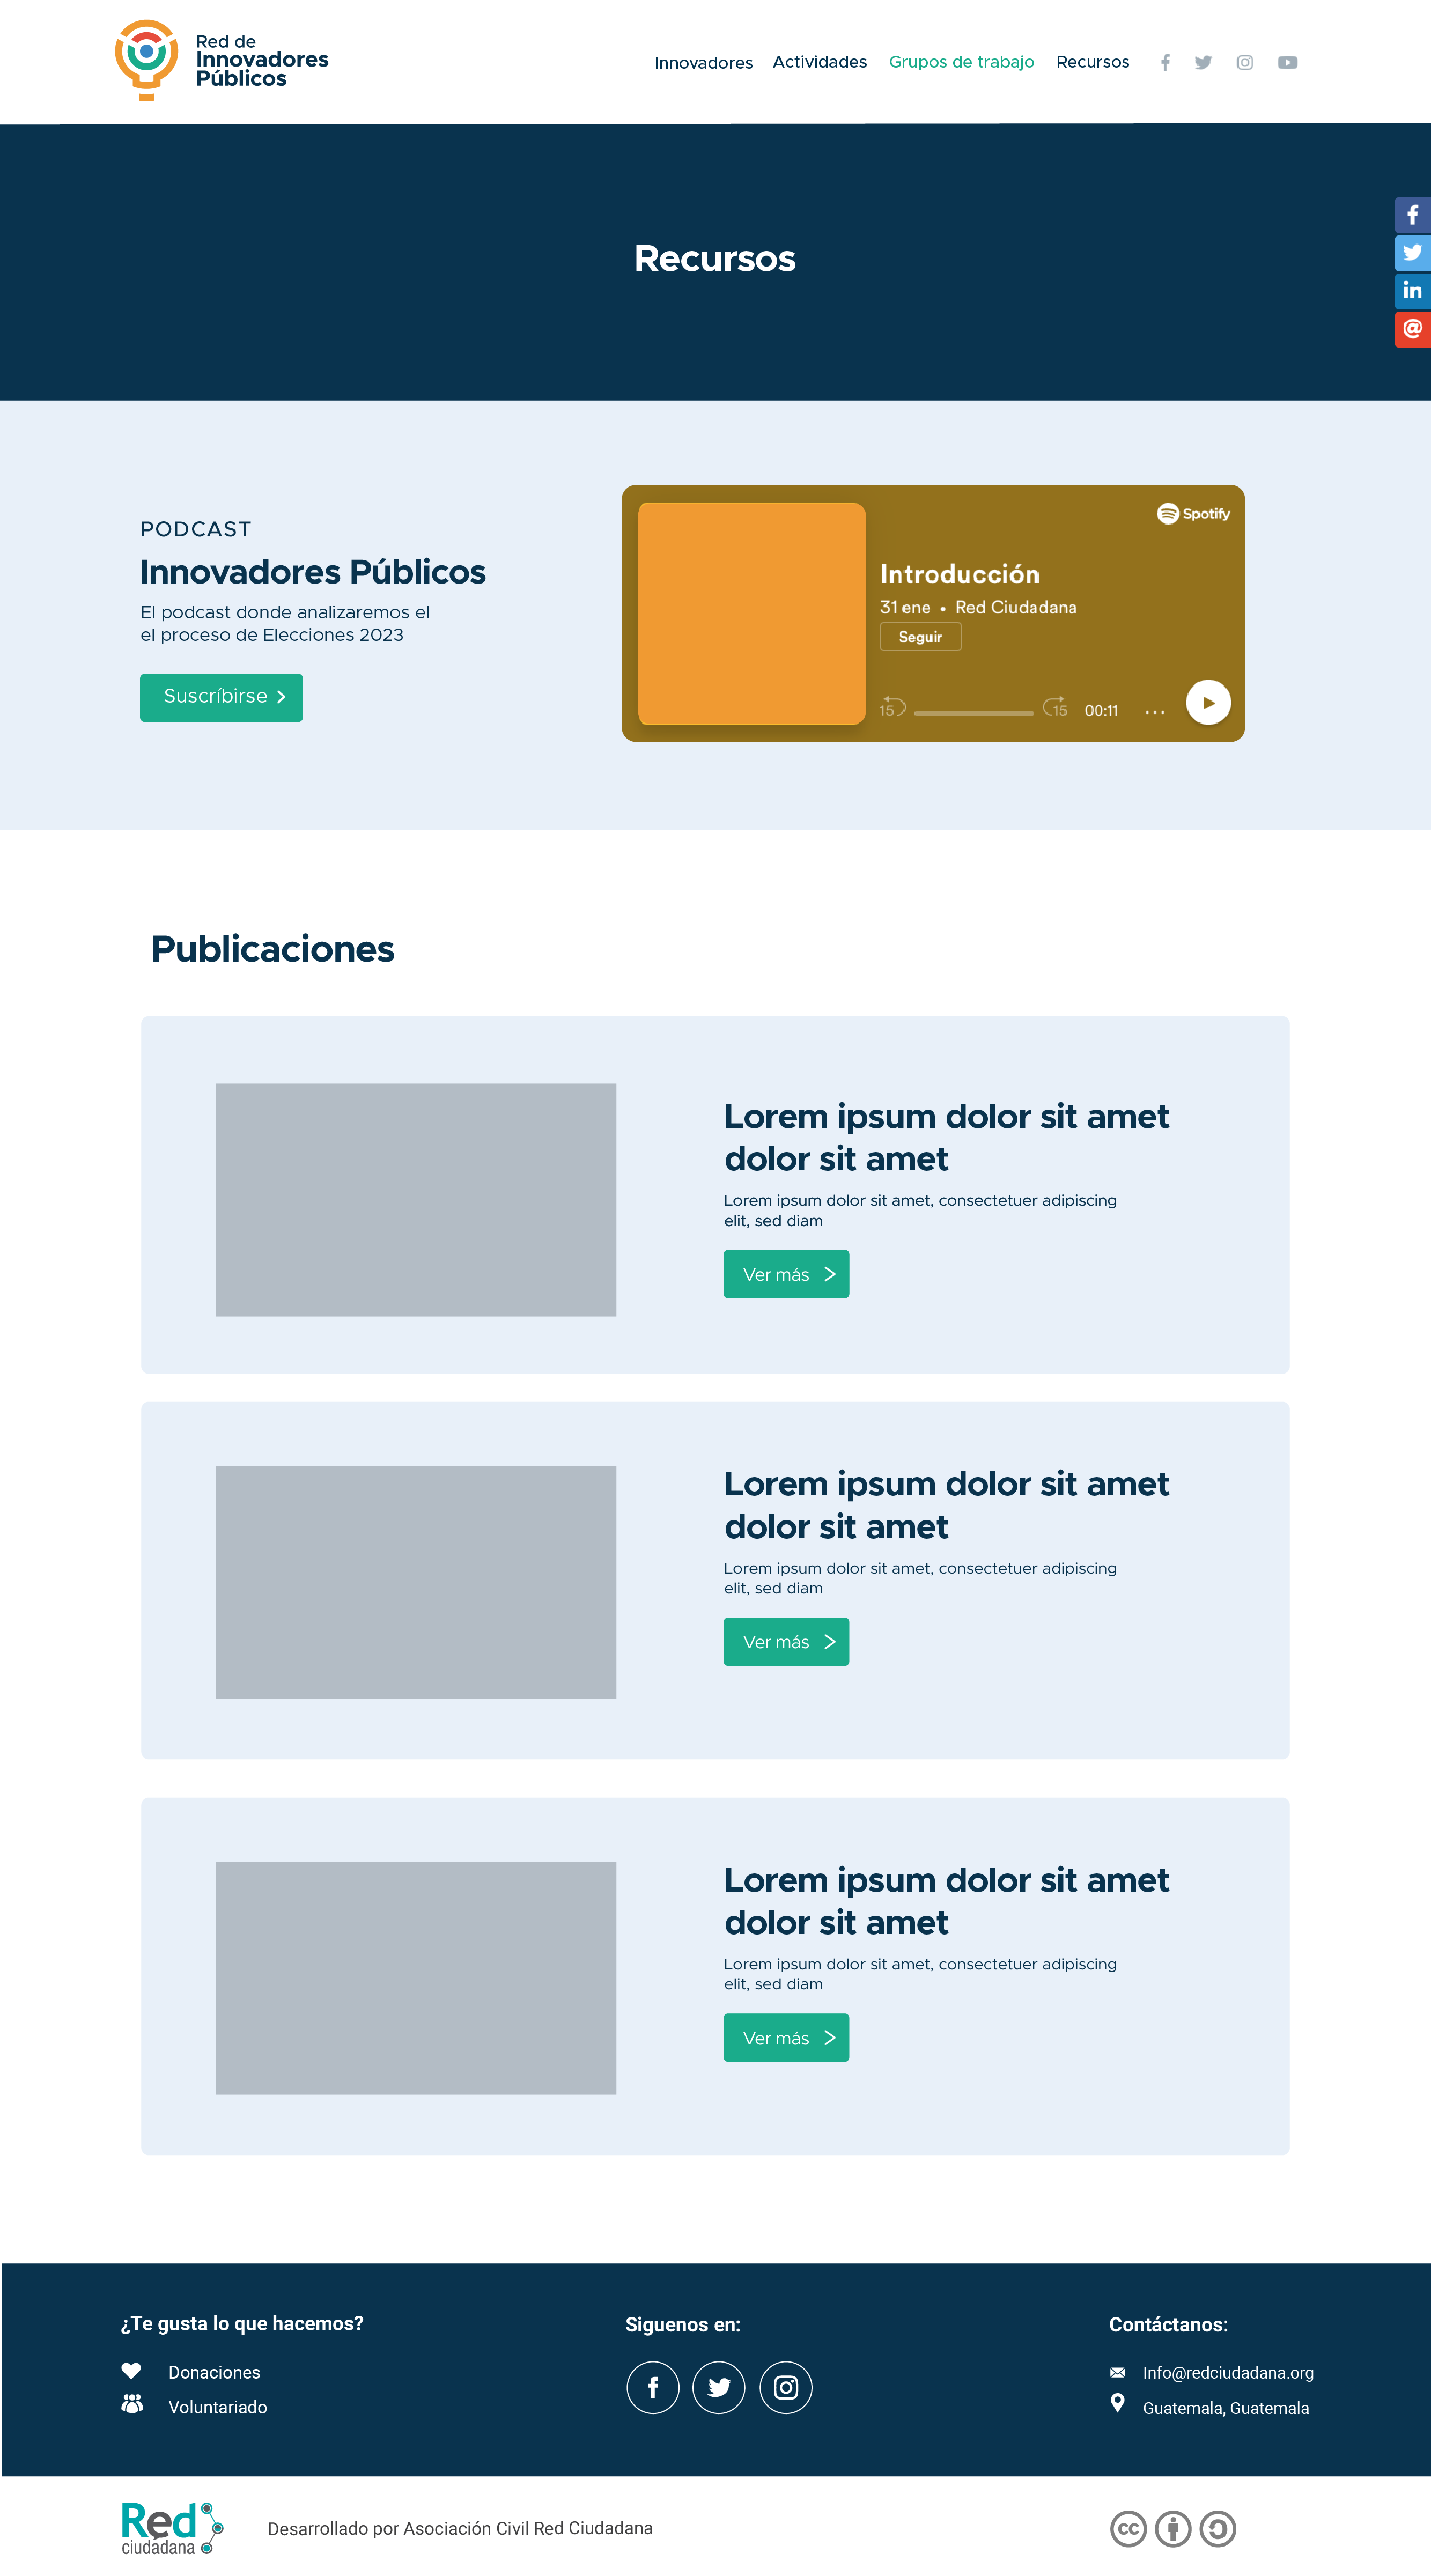 Red de
Innovadores
Públicos
Innovadores Actividades Grupos de trabajo Recursos
Recursos
PODCAST
Innovadores Públicos
El podcast donde analizaremos el
el proceso de Elecciones 2023
Suscríbirse >
Spotify
Introducción
31 ene • Red Ciudadana
Seguir
15 15 00:11 ...
Publicaciones
Lorem ipsum dolor sit amet
dolor sit amet
Lorem ipsum dolor sit amet, consectetuer adipiscing
elit, sed diam
Ver más >
Lorem ipsum dolor sit amet
dolor sit amet
Lorem ipsum dolor sit amet, consectetuer adipiscing
elit, sed diam
Ver más >
Lorem ipsum dolor sit amet
dolor sit amet
Lorem ipsum dolor sit amet, consectetuer adipiscing
elit, sed diam
Ver más >
¿Te gusta lo que hacemos?
Donaciones
Voluntariado
Siguenos en:
Contáctanos:
Info@redciudadana.org
Guatemala, Guatemala
Red
ciudadana
Desarrollado por Asociación Civil Red Ciudadana
cc